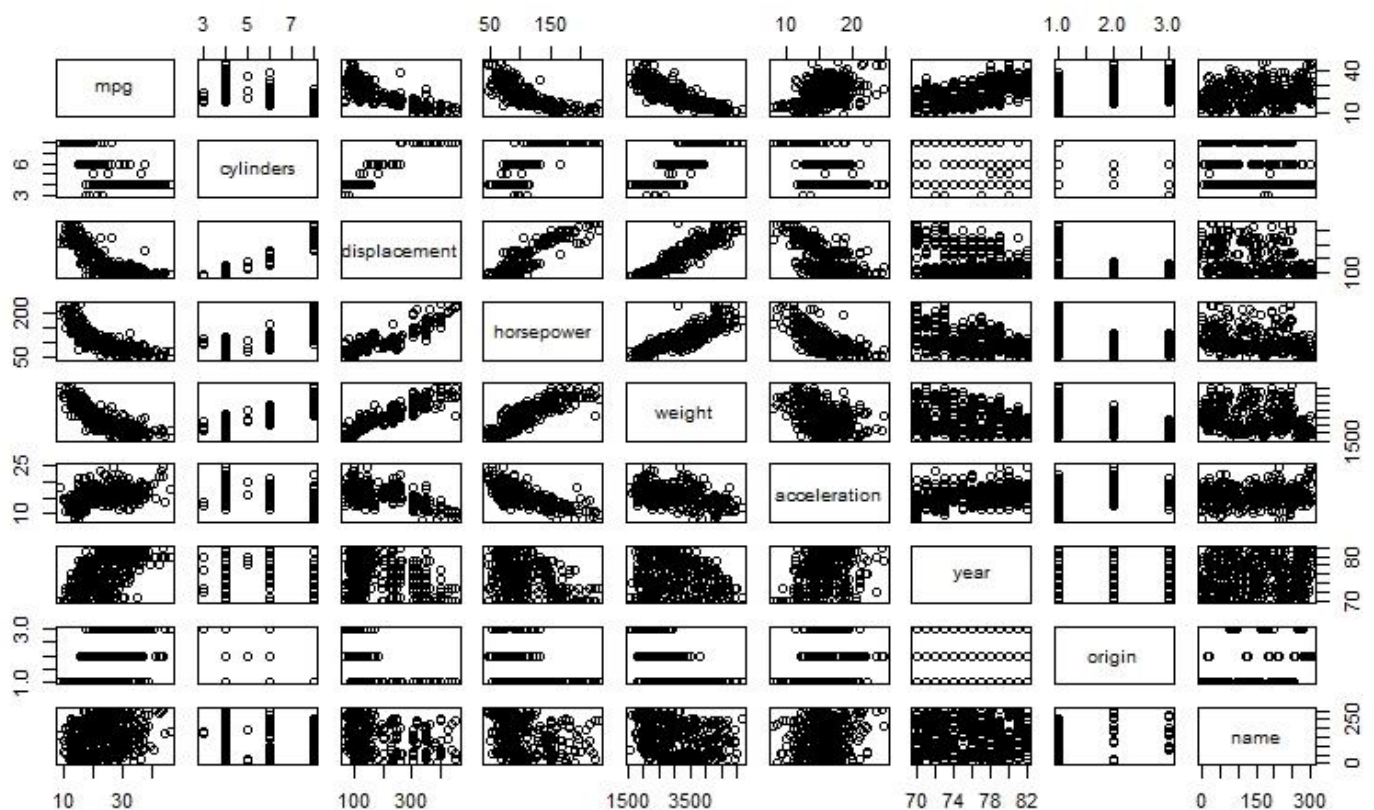 3 5 7 50 150 10 20 1.0 2.0 3.0
mpg 10 40
3 6 cylinders
displacement 100
50 200 horsepower
weight 1500
10 25 acceleration
year 70 80
1.0 3.0 origin
name 0 250
10 30 100 300 1500 3500 70 74 78 82 0 150 300